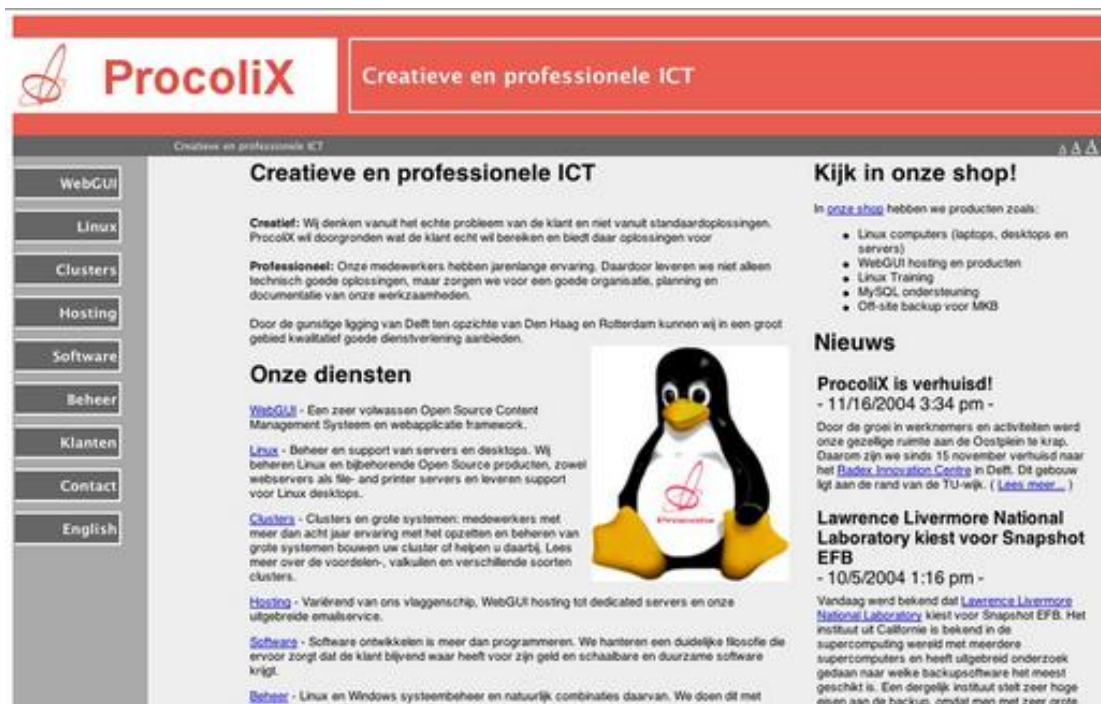 ProcoliX
Creatieve en professionele ICT
Creatieve en professionele ICT
A A A
WebGUI
Linux
Clusters
Hosting
Software
Beheer
Klanten
Contact
English
Creatieve en professionele ICT
Creatief: Wij denken vanuit het echte probleem van de klant en niet vanuit standaardoplossingen.
ProcoliX wil doorgronden wat de klant echt wil bereiken en biedt daar oplossingen voor
Professioneel: Onze medewerkers hebben jarenlange ervaring. Daardoor leveren we niet alleen
technisch goede oplossingen, maar zorgen we voor een goede organisatie, planning en
documentatie van onze werkzaamheden.
Door de gunstige ligging van Delft ten opzichte van Den Haag en Rotterdam kunnen wij in een groot
gebied kwalitatief goede dienstverlening aanbieden.
Onze diensten
WebGUI - Een zeer volwassen Open Source Content
Management Systeem en webapplicatie framework.
Linux - Beheer en support van servers en desktops. Wij
beheren Linux en bijbehorende Open Source producten, zowel
webservers als file- and printer servers en leveren support
voor Linux desktops.
Clusters - Clusters en grote systemen: medewerkers met
meer dan acht jaar ervaring met het opzetten en beheren van
grote systemen bouwen uw cluster of helpen u daarbij. Lees
meer over de voordelen-, valkuilen en verschillende soorten
clusters.
Hosting - Variërend van ons vlaggenschip, WebGUI hosting tot dedicated servers en onze
uitgebreide emailservice.
Software - Software ontwikkelen is meer dan programmeren. We hanteren een duidelijke filosofie die
ervoor zorgt dat de klant blijvend waar heeft voor zijn geld en schaalbare en duurzame software
krijgt.
Beheer - Linux en Windows systeembeheer en natuurlijk combinaties daarvan. We doen dit met
Procolix
Kijk in onze shop!
In onze shop hebben we producten zoals:
Linux computers (laptops, desktops en
servers)
WebGUI hosting en producten
Linux Training
MySQL ondersteuning
Off-site backup voor MKB
Nieuws
ProcoliX is verhuisd!
- 11/16/2004 3:34 pm -
Door de groei in werknemers en activiteiten werd
onze gezellige ruimte aan de Oostplein te krap.
Daarom zijn we sinds 15 november verhuisd naar
het Radex Innovation Centre in Delft. Dit gebouw
ligt aan de rand van de TU-wijk. ( Lees meer... )
Lawrence Livermore National
Laboratory kiest voor Snapshot
EFB
- 10/5/2004 1:16 pm -
Vandaag werd bekend dat Lawrence Livermore
National Laboratory kiest voor Snapshot EFB. Het
instituut uit Californie is bekend in de
supercomputing wereld met meerdere
supercomputers en heeft uitgebreid onderzoek
gedaan naar welke backupsoftware het meest
geschikt is. Een dergelijk instituut stelt zeer hoge
eisen aan de backup, omdat men met zeer grote